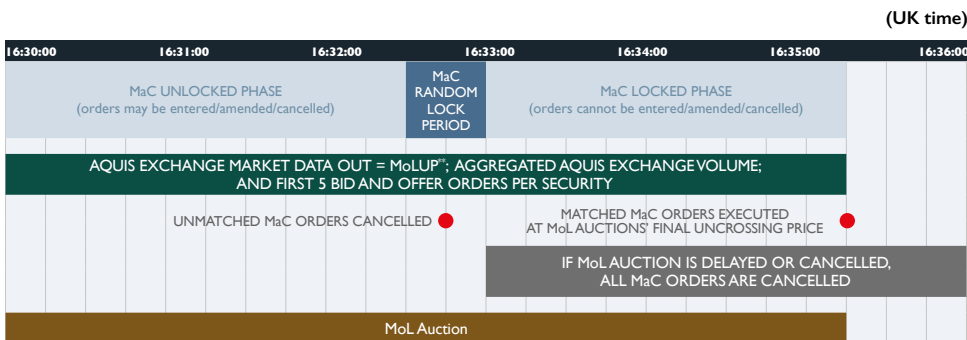 (UK time)
16:30:00 16:31:00 16:32:00 16:33:00 16:34:00 16:35:00 16:36:00
MaC UNLOCKED PHASE
(orders may be entered/amended/cancelled)
MaC
RANDOM
LOCK
PERIOD
MaC LOCKED PHASE
(orders cannot be entered/amended/cancelled)
AQUIS EXCHANGE MARKET DATA OUT = MoLUP**; AGGREGATED AQUIS EXCHANGE VOLUME;
AND FIRST 5 BID AND OFFER ORDERS PER SECURITY
UNMATCHED MaC ORDERS CANCELLED
MATCHED MaC ORDERS EXECUTED
AT MoL AUCTIONS' FINAL UNCROSSING PRICE
IF MoL AUCTION IS DELAYED OR CANCELLED,
ALL MaC ORDERS ARE CANCELLED
MoL Auction